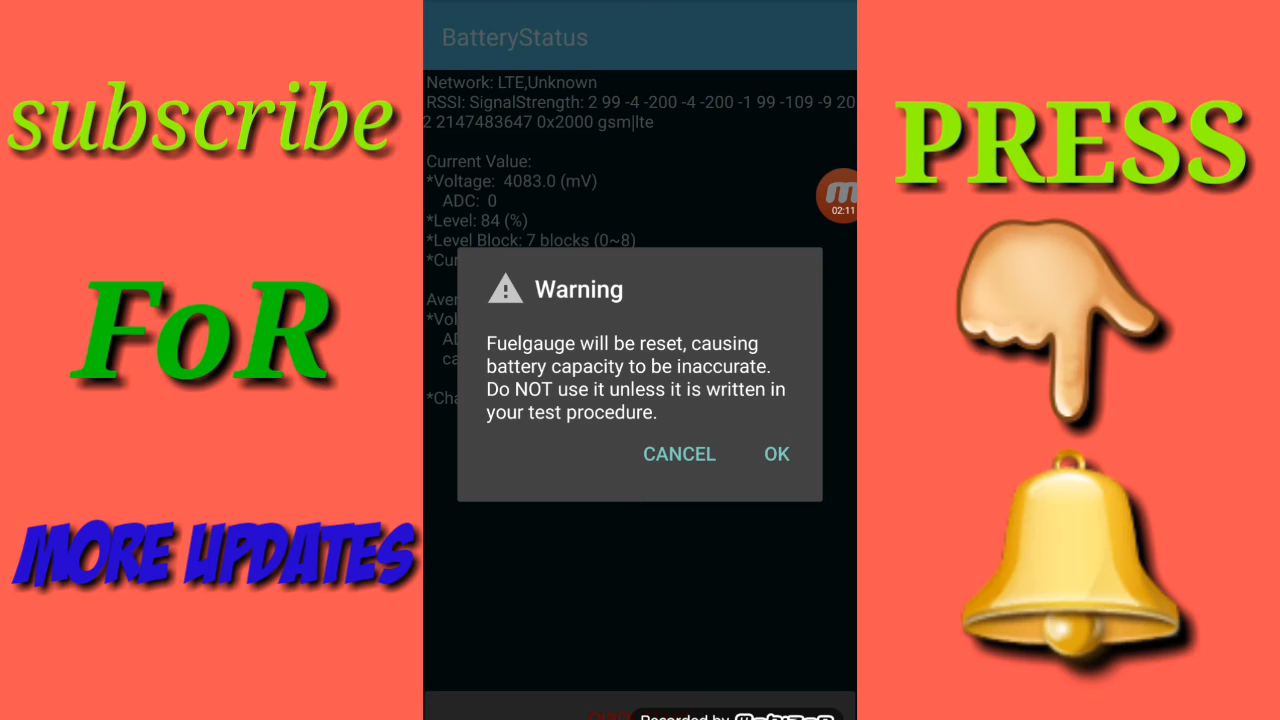 subscribe
FoR
MORE UPDATES
BatteryStatus
Network: LTE,Unknown
RSSI: SignalStrength: 2 99 -4 -200 -4 -200 -1 99 -109 -9 20
2 2147483647 0x2000 gsm|lte
Current Value:
*Voltage: 4083.0 (mV)
ADC: 0
*Level: 84 (%)
*Level Block: 7 blocks (0~8)
02:11
Warning
Fuelgauge will be reset, causing
battery capacity to be inaccurate.
Do NOT use it unless it is written in
your test procedure.
CANCEL
OK
Recorded by
PRESS